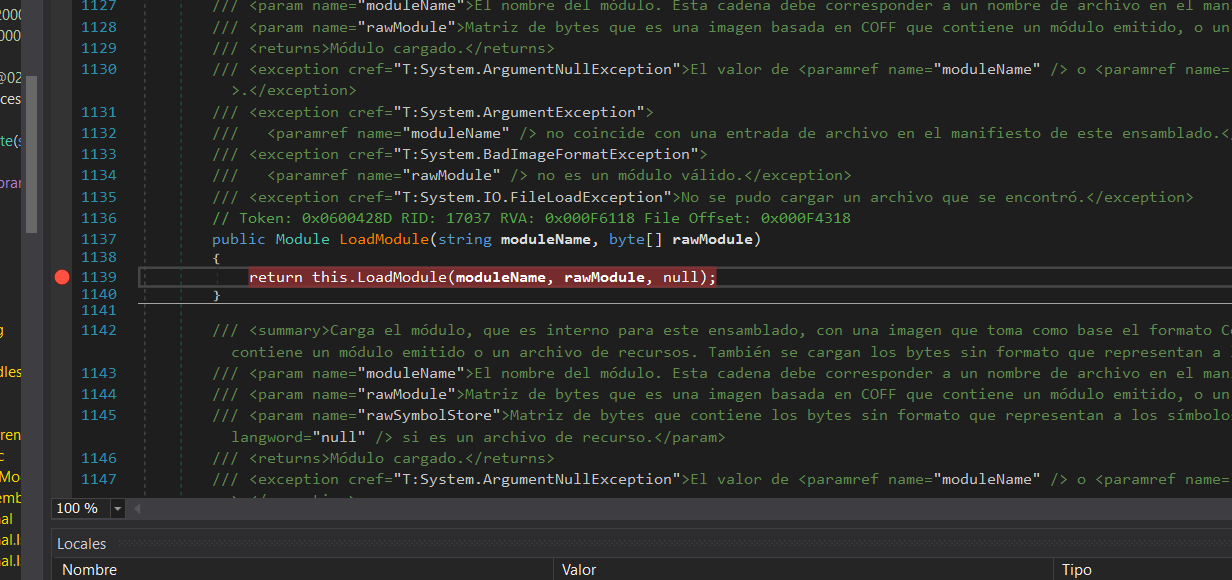 1127 /// <param name="moduleName">El nombre del módulo. Esta cadena debe corresponder a un nombre de archivo en el man
1128 /// <param name="rawModule">Matriz de bytes que es una imagen basada en COFF que contiene un módulo emitido, o un
1129 /// <returns>Módulo cargado.</returns>
1130 /// <exception cref="T:System.ArgumentNullException">El valor de <paramref name="moduleName" /> o <paramref name=
>.</exception>
1131 /// <exception cref="T:System.ArgumentException">
1132 ///   <paramref name="moduleName" /> no coincide con una entrada de archivo en el manifiesto de este ensamblado.<
1133 /// <exception cref="T:System.BadImageFormatException">
1134 ///   <paramref name="rawModule" /> no es un módulo válido.</exception>
1135 /// <exception cref="T:System.IO.FileLoadException">No se pudo cargar un archivo que se encontró.</exception>
1136 // Token: 0x0600428D RID: 17037 RVA: 0x000F6118 File Offset: 0x000F4318
1137 public Module LoadModule(string moduleName, byte[] rawModule)
1138 {
1139 return this.LoadModule(moduleName, rawModule, null);
1140 }
1141
1142 /// <summary>Carga el módulo, que es interno para este ensamblado, con una imagen que toma como base el formato C
contiene un módulo emitido o un archivo de recursos. También se cargan los bytes sin formato que representan a
1143 /// <param name="moduleName">El nombre del módulo. Esta cadena debe corresponder a un nombre de archivo en el man
1144 /// <param name="rawModule">Matriz de bytes que es una imagen basada en COFF que contiene un módulo emitido, o un
1145 /// <param name="rawSymbolStore">Matriz de bytes que contiene los bytes sin formato que representan a los símbolo
langword="null" /> si es un archivo de recurso.</param>
1146 /// <returns>Módulo cargado.</returns>
1147 /// <exception cref="T:System.ArgumentNullException">El valor de <paramref name="moduleName" /> o <paramref name=
100 %
Locales
Nombre Valor Tipo